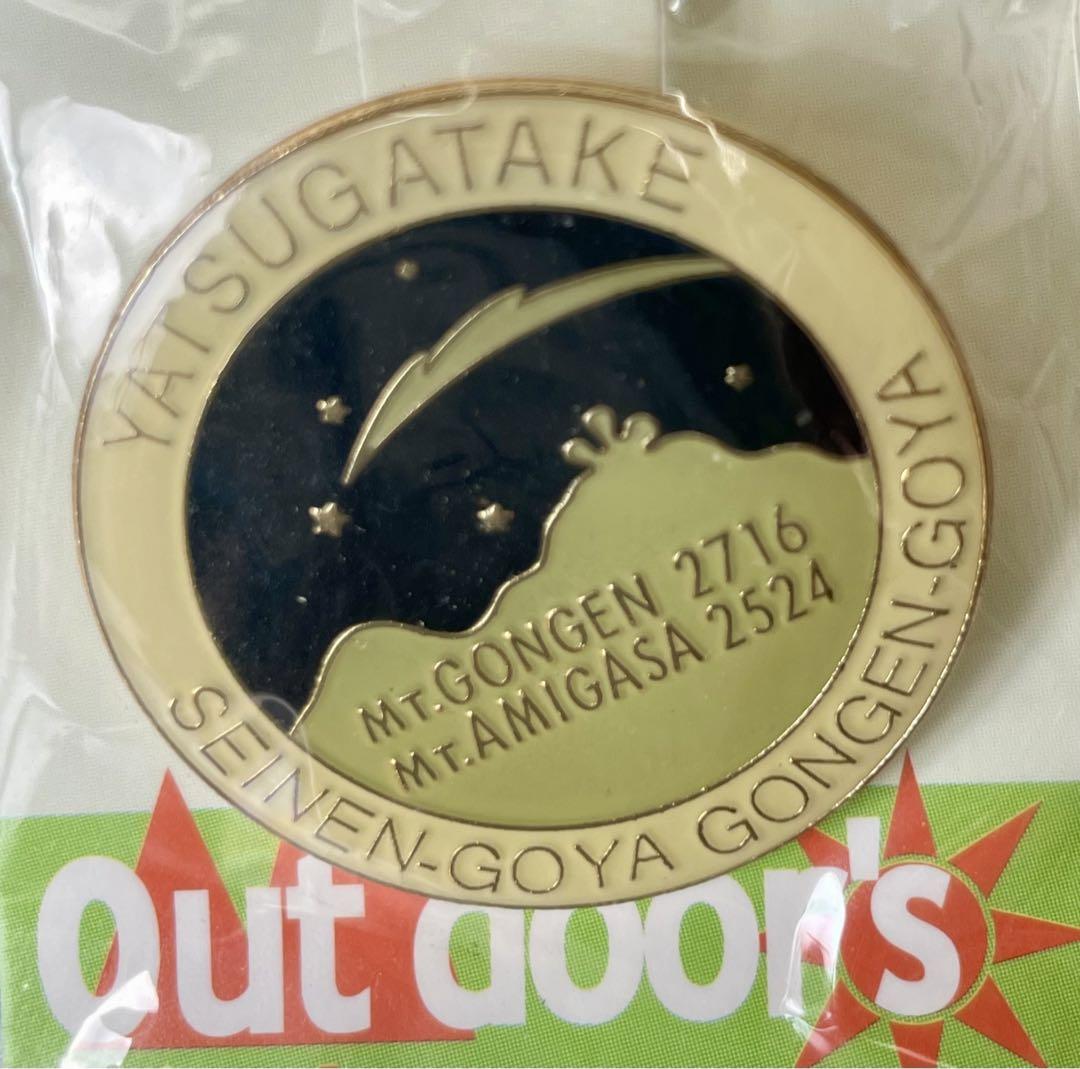 YATSUGATAKE
Mt.GONGEN 2716
Mt.AMIGASA 2524
SEINEN-GOYA GONGEN-GOYA
Out door's